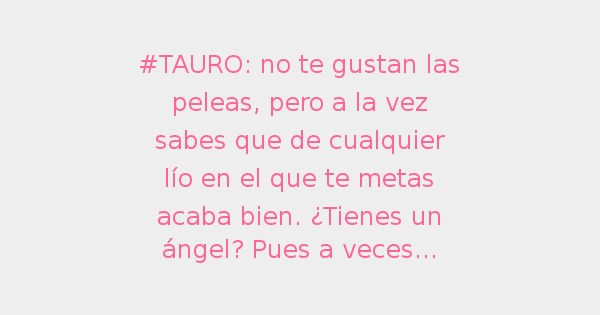 #TAURO: no te gustan las
peleas, pero a la vez
sabes que de cualquier
lío en el que te metas
acaba bien. ¿Tienes un
ángel? Pues a veces...